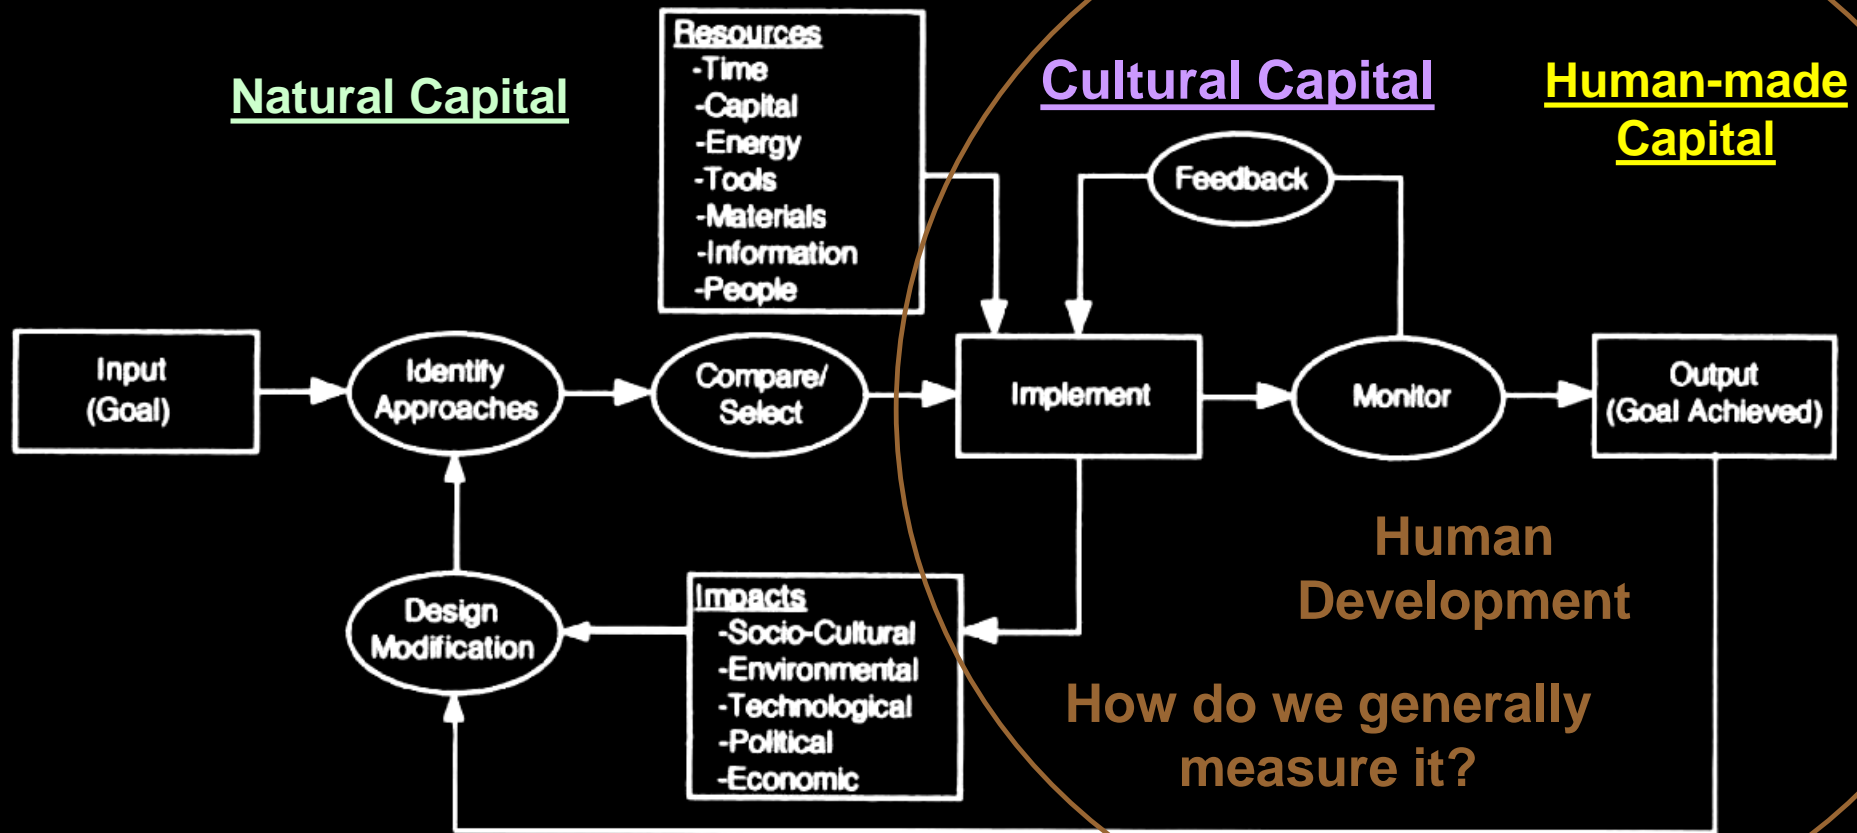 Natural Capital
Resources
-Time
-Capital
-Energy
-Tools
-Materials
-Information
-People
Cultural Capital
Human-made
Capital
Feedback
Input
(Goal)
Identify
Approaches
Compare/
Select
Implement
Monitor
Output
(Goal Achieved)
Design
Modification
Impacts
-Socio-Cultural
-Environmental
-Technological
-Political
-Economic
Human
Development
How do we generally
measure it?